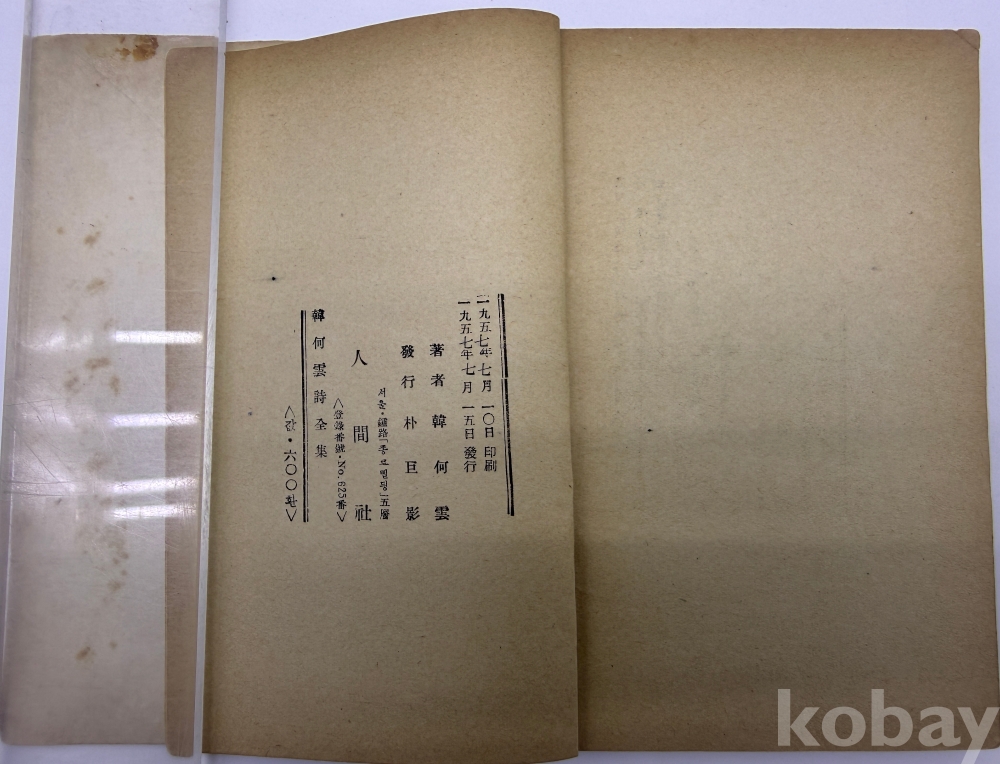 一九五七年七月 一〇日 印刷
一九五七年七月 一五日 發行
著者 韓何雲
發行 朴巨影
서울·鍾路「종로빌딩」五層
人間社
<登錄番號·No. 625番>
韓何雲詩全集
<값·六〇〇환>
kobay